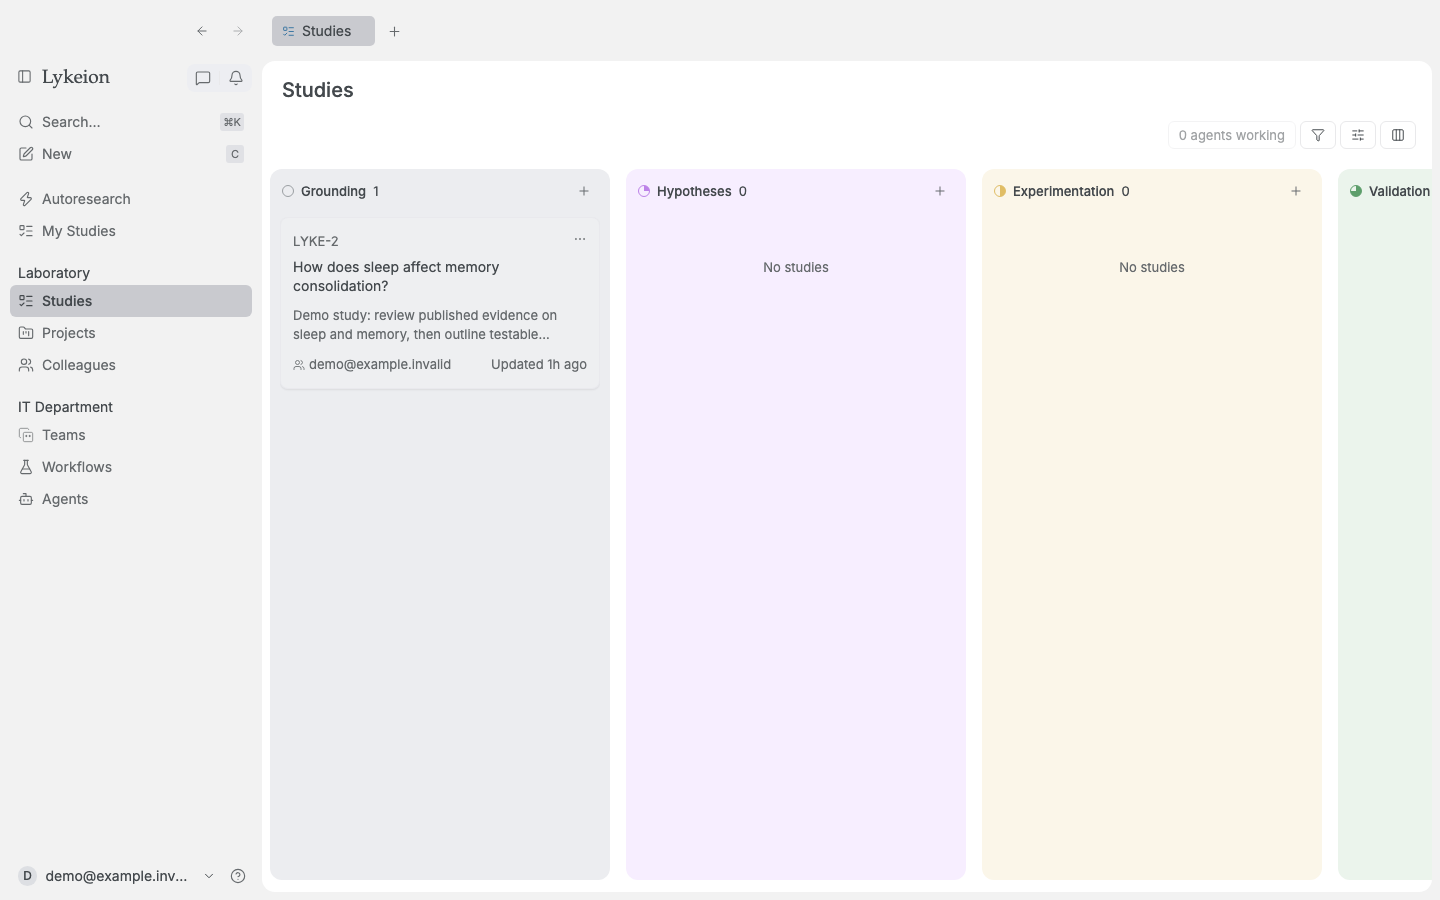 Studies
Lykeion
Search...
⌘K
New
C
Autoresearch
My Studies
Laboratory
Studies
Projects
Colleagues
IT Department
Teams
Workflows
Agents
demo@example.inv...
D
Studies
0 agents working
Grounding 1
LYKE-2
How does sleep affect memory
consolidation?
Demo study: review published evidence on
sleep and memory, then outline testable...
demo@example.invalid
Updated 1h ago
Hypotheses 0
No studies
Experimentation 0
No studies
Validation